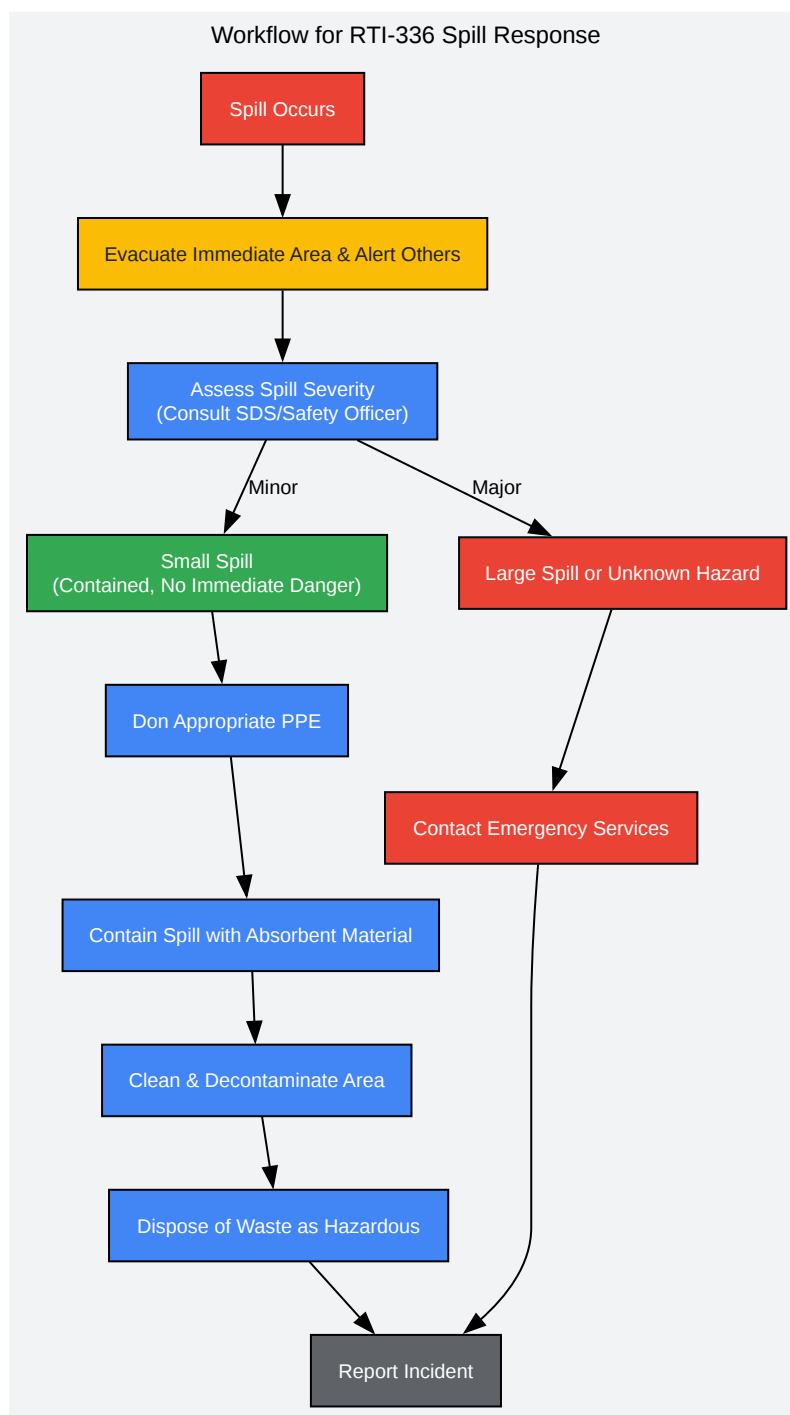 Workflow for RTI-336 Spill Response
Spill Occurs
Evacuate Immediate Area & Alert Others
Assess Spill Severity
(Consult SDS/Safety Officer)
Minor
Major
Small Spill
(Contained, No Immediate Danger)
Large Spill or Unknown Hazard
Don Appropriate PPE
Contact Emergency Services
Contain Spill with Absorbent Material
Clean & Decontaminate Area
Dispose of Waste as Hazardous
Report Incident